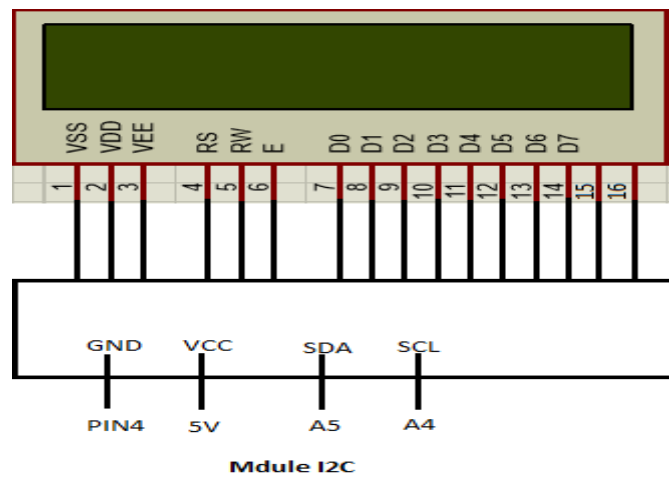 VSS VDD VEE RS RW E D0 D1 D2 D3 D4 D5 D6 D7
1 2 3 4 5 6 7 8 9 10 11 12 13 14 15 16
GND VCC SDA SCL
PIN4 5V A5 A4
Mdule I2C